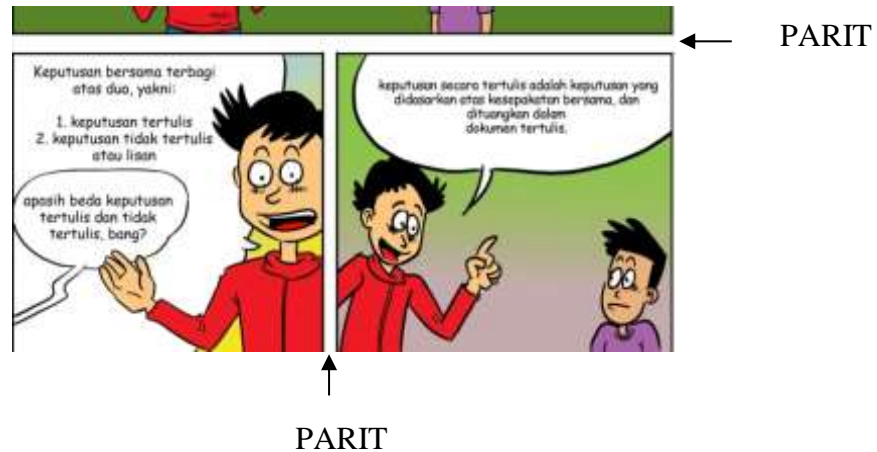 PARIT
Keputusan bersama terbagi
atas dua, yakni:
1. keputusan tertulis
2. keputusan tidak tertulis
atau lisan
apasih beda keputusan
tertulis dan tidak
tertulis, bang?
keputusan secara tertulis adalah keputusan yang
didasarkan atas kesepakatan bersama, dan
dituangkan dalam
dokumen tertulis.
PARIT